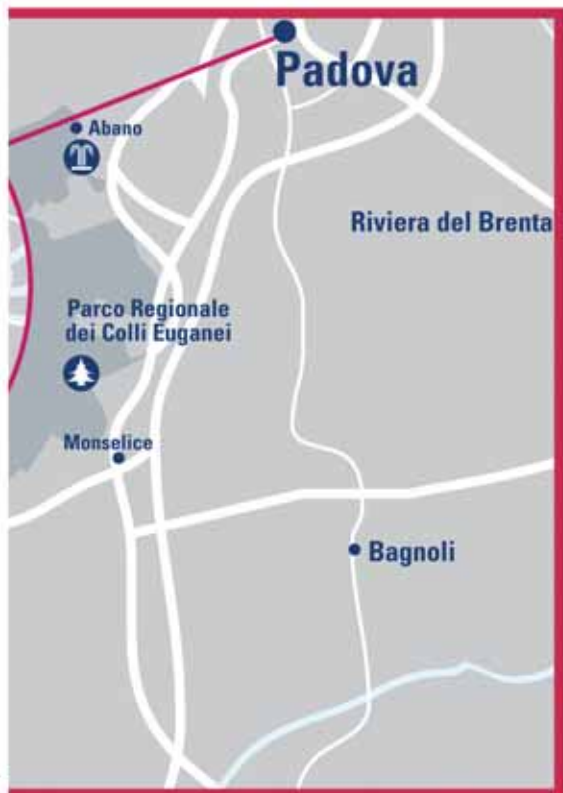 Padova
Abano
Riviera del Brenta
Parco Regionale
dei Colli Euganei
Monselice
Bagnoli